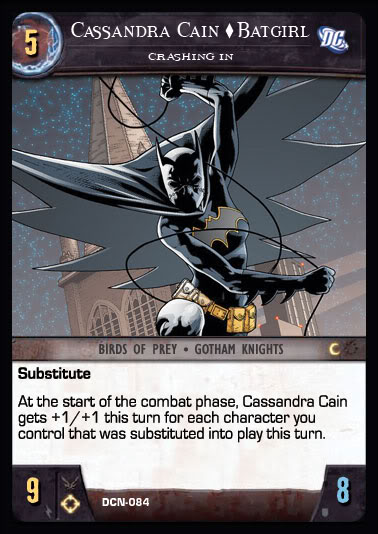 5
CASSANDRA CAIN ♦ BATGIRL
DC
CRASHING IN
BIRDS OF PREY • GOTHAM KNIGHTS
C
Substitute
At the start of the combat phase, Cassandra Cain
gets +1/+1 this turn for each character you
control that was substituted into play this turn.
9
DCN-084
8